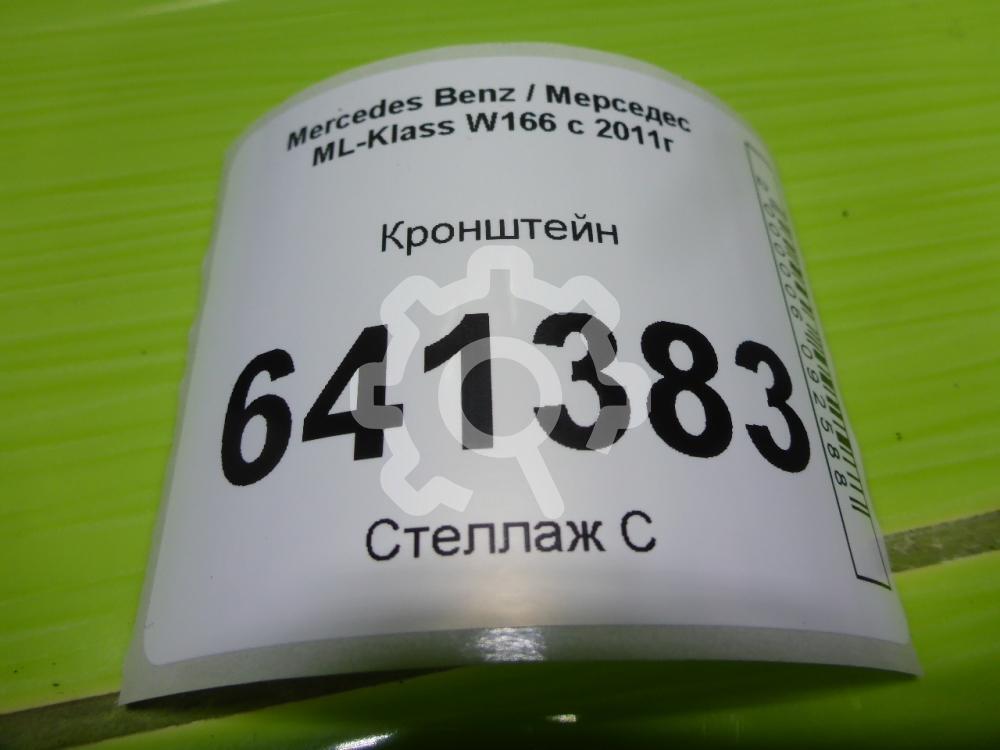 Mercedes Benz / Мерседес
ML-Klass W166 с 2011г
Кронштейн
641383
Стеллаж С